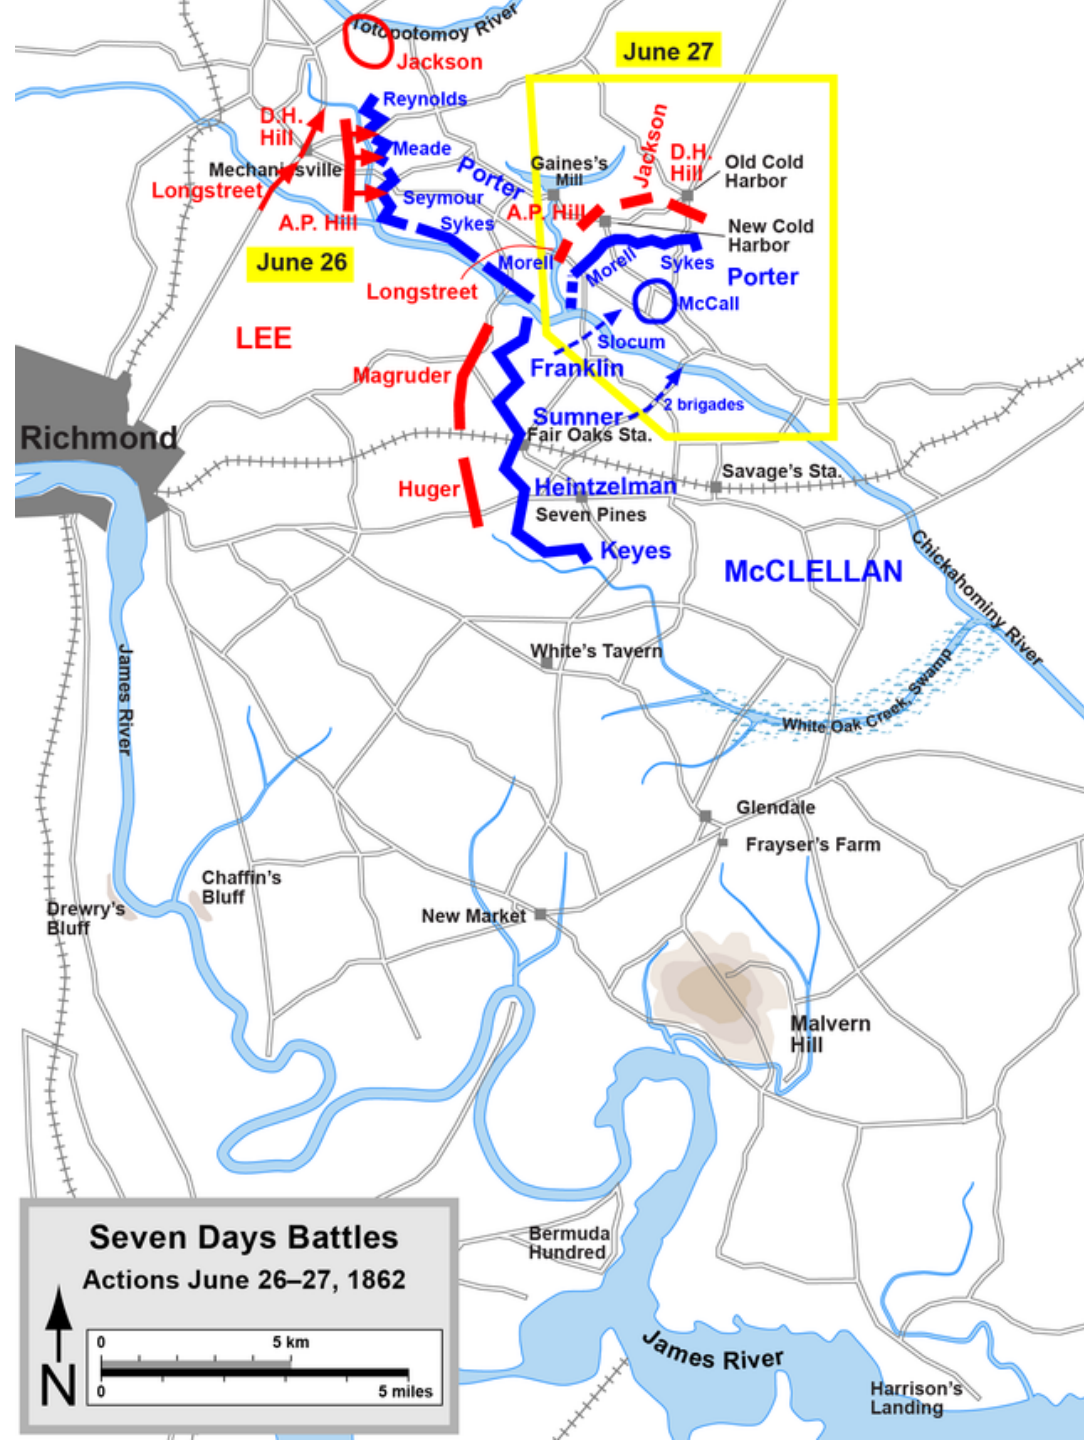 Totopotomoy River
Jackson
June 27
Reynolds
D.H.
Hill
Meade
Mechanicsville
Longstreet
Porter
Seymour
A.P. Hill
Sykes
June 26
Gaines's
Mill
Jackson
D.H.
Hill
Old Cold
Harbor
A.P. Hill
New Cold
Harbor
Morell
Morell
Sykes
Porter
Longstreet
McCall
LEE
Slocum
Franklin
Magruder
2 brigades
Sumner
Fair Oaks Sta.
Richmond
Savage's Sta.
Huger
Heintzelman
Seven Pines
Keyes
McCLELLAN
Chickahominy River
James River
White's Tavern
White Oak Creek, Swamp
Glendale
Frayser's Farm
Chaffin's
Bluff
Drewry's
Bluff
New Market
Malvern
Hill
Bermuda
Hundred
James River
Harrison's
Landing
Seven Days Battles
Actions June 26–27, 1862
N
0
5 km
0
5 miles